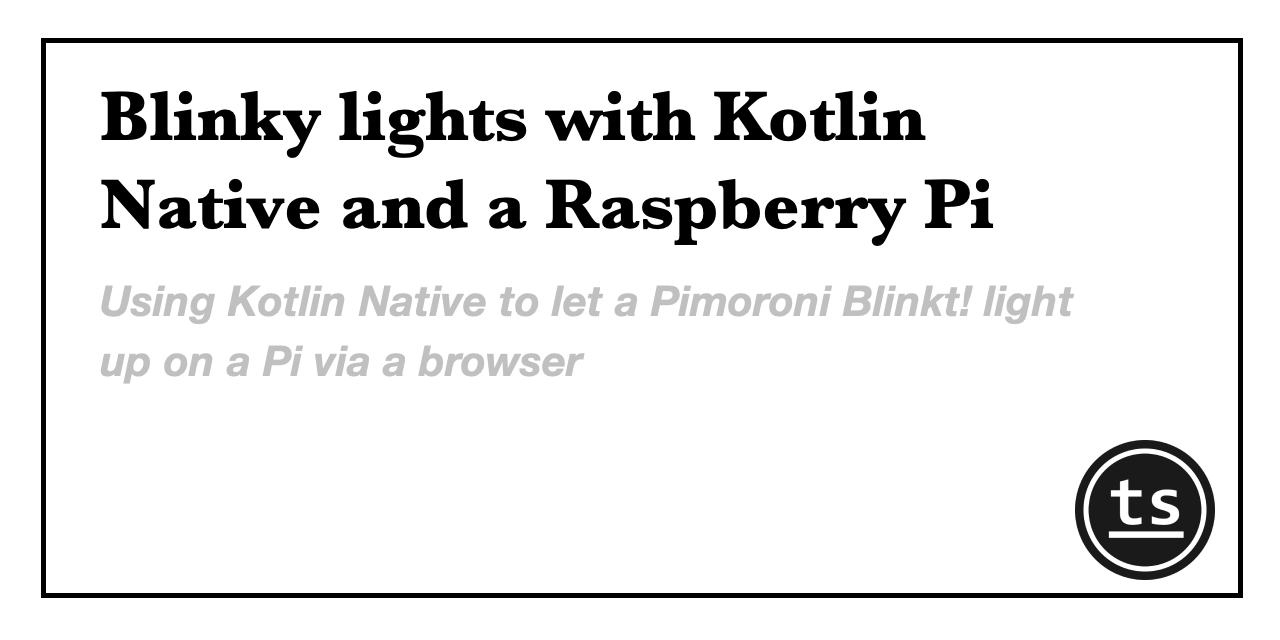 Blinky lights with Kotlin
Native and a Raspberry Pi
Using Kotlin Native to let a Pimoroni Blinkt! light
up on a Pi via a browser
ts